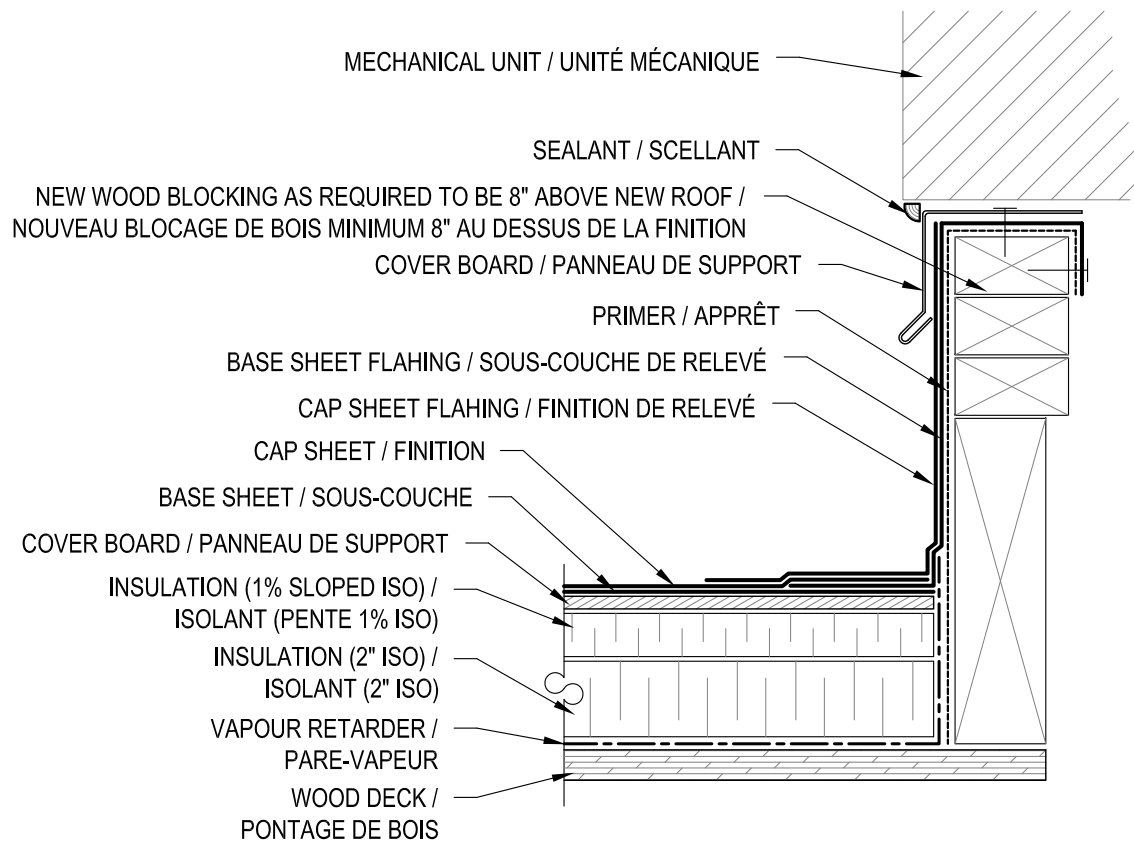 MECHANICAL UNIT / UNITÉ MÉCANIQUE
SEALANT / SCELLANT
NEW WOOD BLOCKING AS REQUIRED TO BE 8" ABOVE NEW ROOF /
NOUVEAU BLOCAGE DE BOIS MINIMUM 8" AU DESSUS DE LA FINITION
COVER BOARD / PANNEAU DE SUPPORT
PRIMER / APPRÊT
BASE SHEET FLAHING / SOUS-COUCHE DE RELEVÉ
CAP SHEET FLAHING / FINITION DE RELEVÉ
CAP SHEET / FINITION
BASE SHEET / SOUS-COUCHE
COVER BOARD / PANNEAU DE SUPPORT
INSULATION (1% SLOPED ISO) /
ISOLANT (PENTE 1% ISO)
INSULATION (2" ISO) /
ISOLANT (2" ISO)
VAPOUR RETARDER /
PARE-VAPEUR
WOOD DECK /
PONTAGE DE BOIS